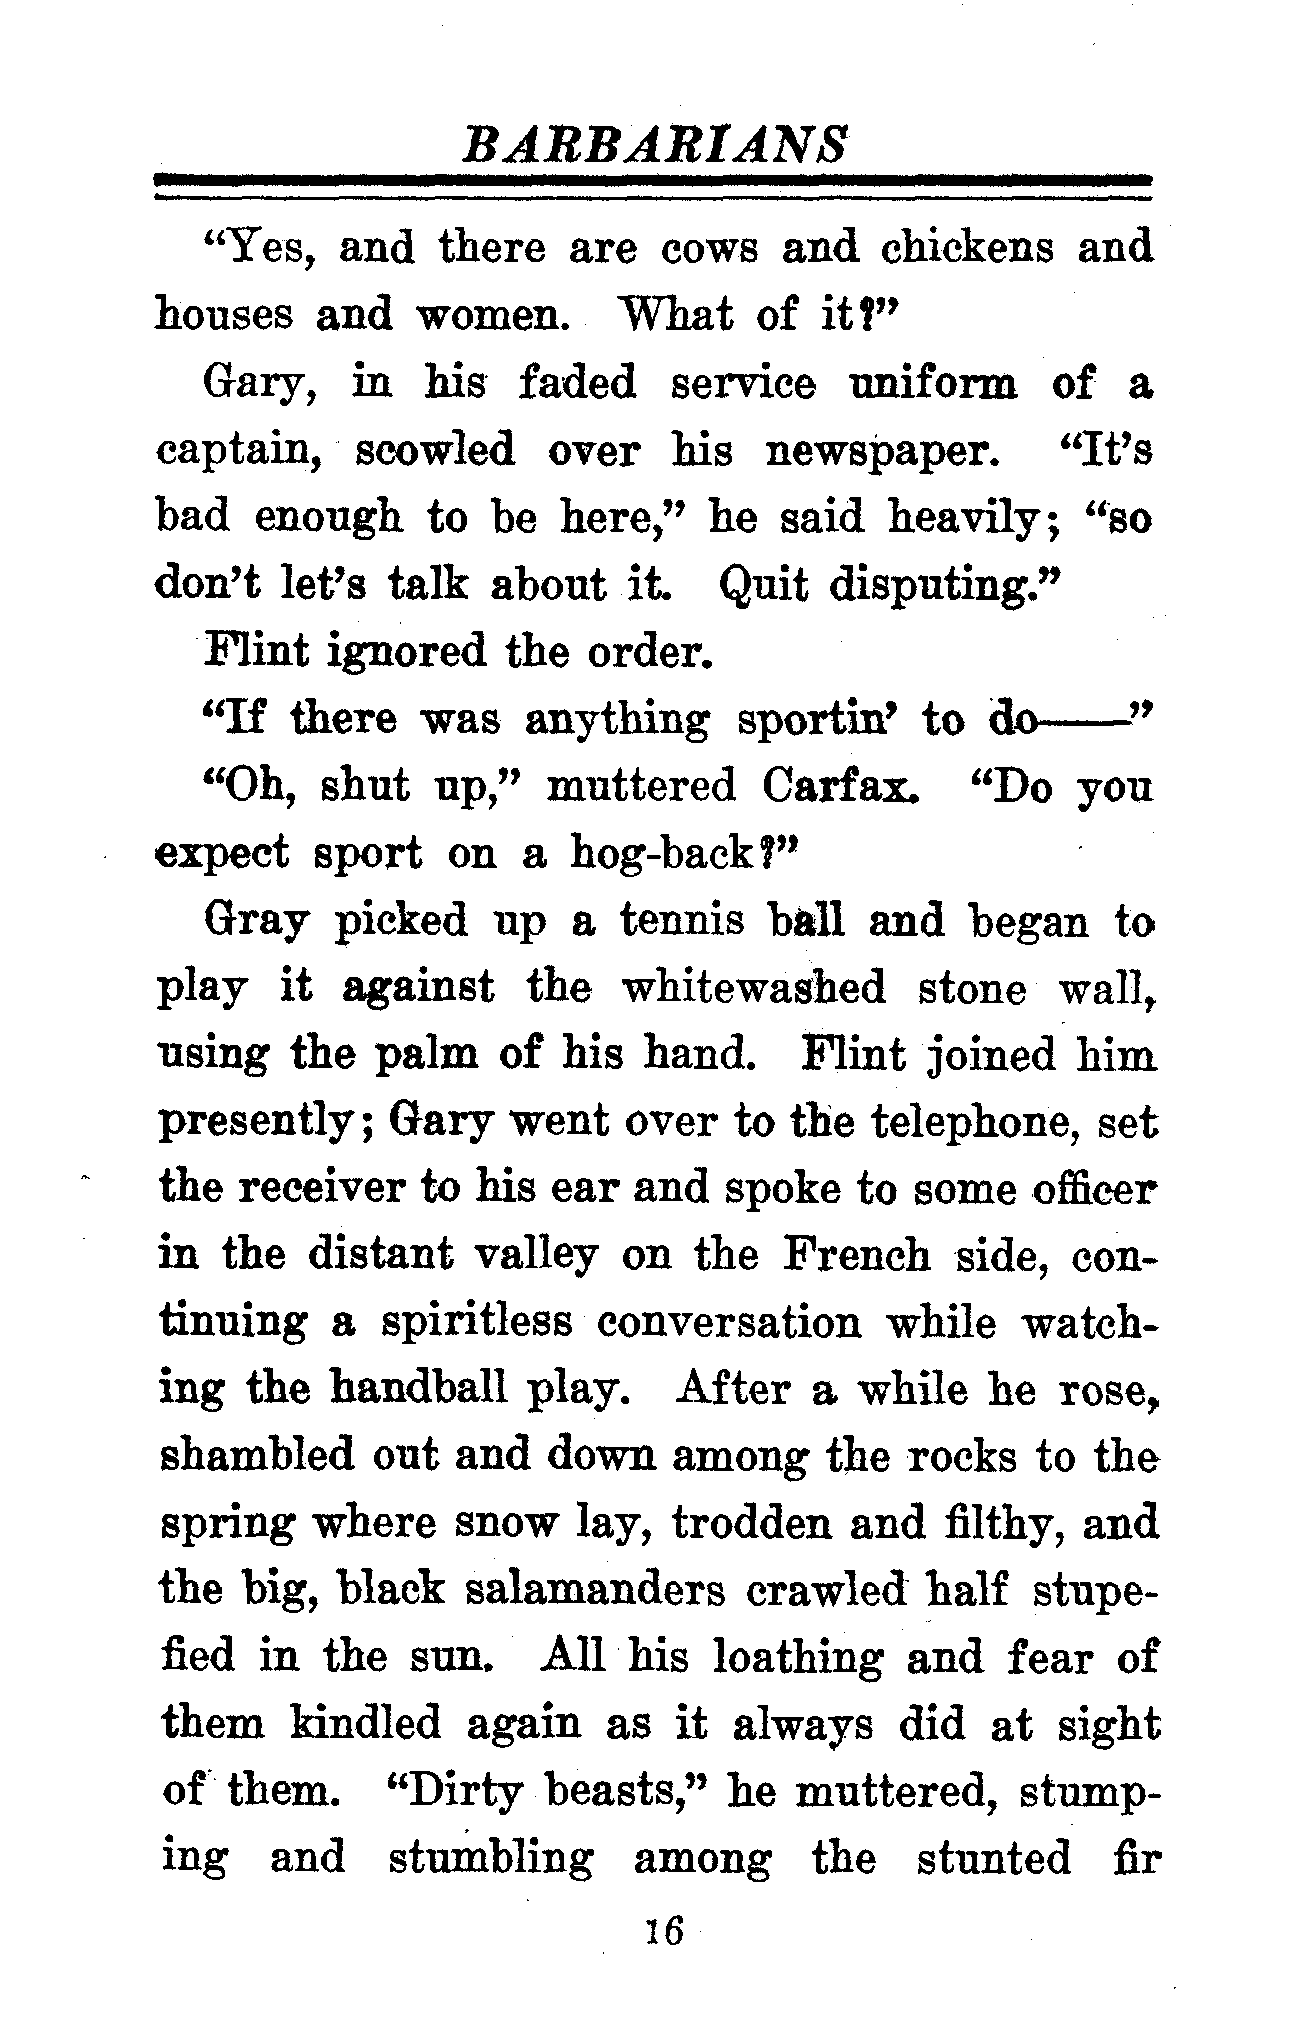 BARBARIANS
“Yes, and there are cows and chickens and
houses and women. What of it?”
Gary, in his faded service uniform of a
captain, scowled over his newspaper. “It’s
bad enough to be here,” he said heavily; “so
don’t let’s talk about it. Quit disputing.”
Flint ignored the order.
“If there was anything sportin’ to do——”
“Oh, shut up,” muttered Carfax. “Do you
expect sport on a hog-back?”
Gray picked up a tennis ball and began to
play it against the whitewashed stone wall,
using the palm of his hand. Flint joined him
presently; Gary went over to the telephone, set
the receiver to his ear and spoke to some officer
in the distant valley on the French side, con-
tinuing a spiritless conversation while watch-
ing the handball play. After a while he rose,
shambled out and down among the rocks to the
spring where snow lay, trodden and filthy, and
the big, black salamanders crawled half stupe-
fied in the sun. All his loathing and fear of
them kindled again as it always did at sight
of them. “Dirty beasts,” he muttered, stump-
ing and stumbling among the stunted fir
16